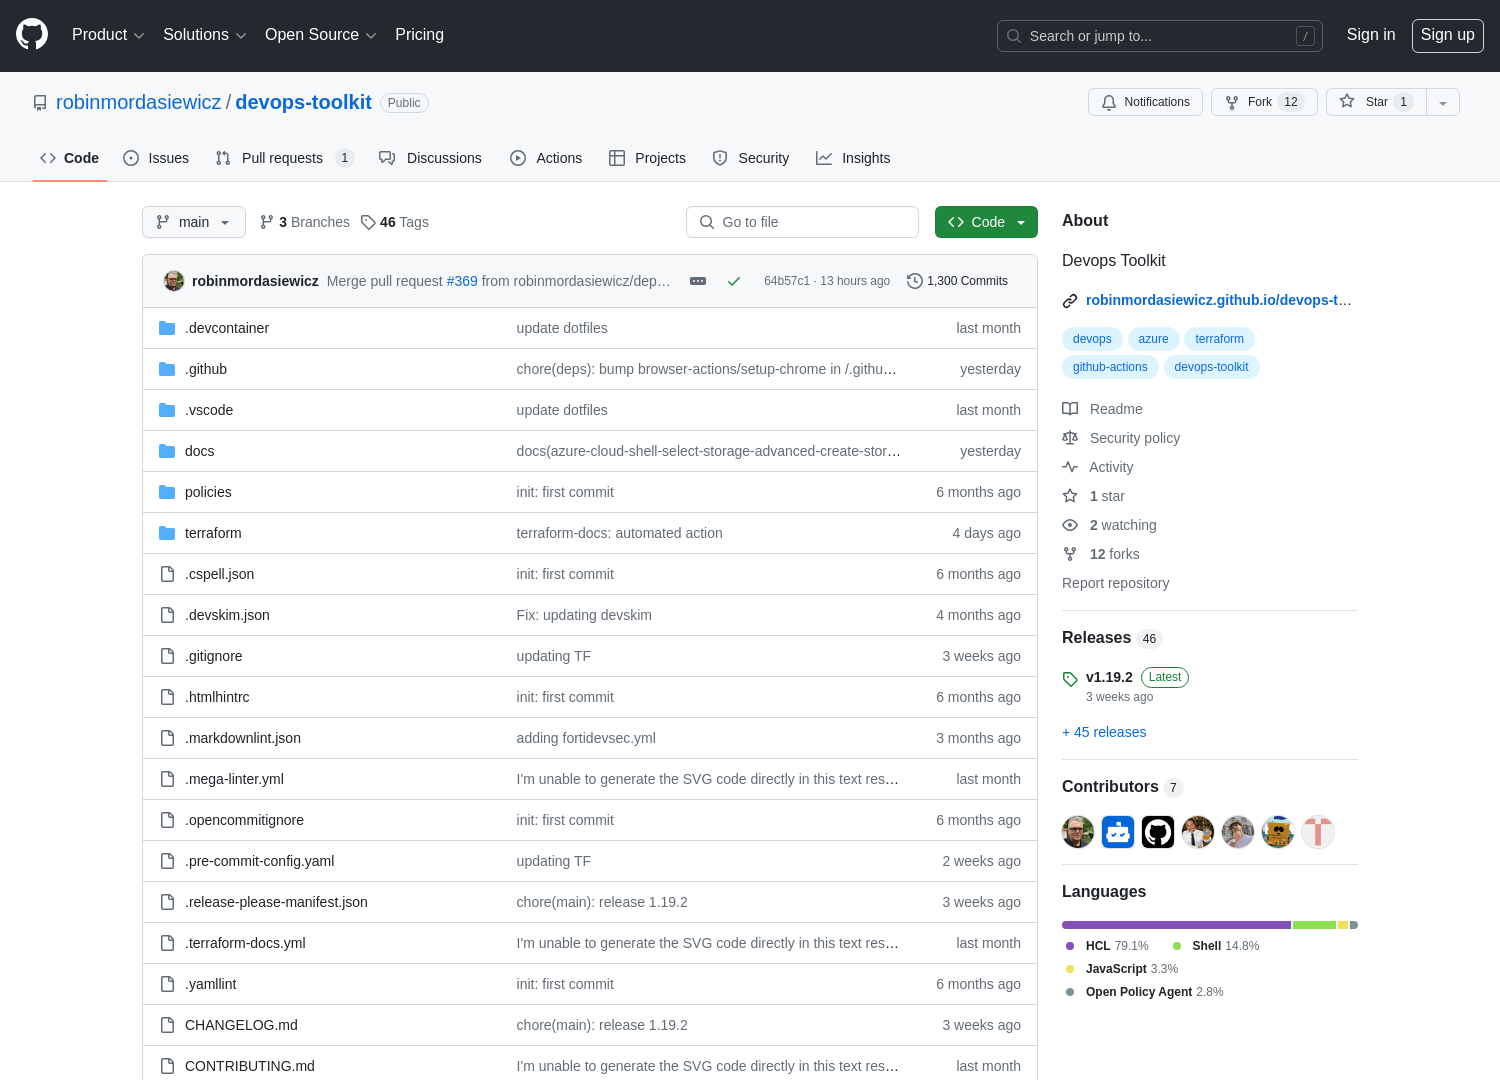 Product Solutions Open Source Pricing Search or jump to... / Sign in Sign up
robinmordasiewicz / devops-toolkit Public Notifications Fork 12 Star 1
Code Issues Pull requests 1 Discussions Actions Projects Security Insights
main 3 Branches 46 Tags Go to file Code
robinmordasiewicz Merge pull request #369 from robinmordasiewicz/dep... 64b57c1 · 13 hours ago 1,300 Commits
.devcontainer update dotfiles last month
.github chore(deps): bump browser-actions/setup-chrome in /.githu... yesterday
.vscode update dotfiles last month
docs docs(azure-cloud-shell-select-storage-advanced-create-stor... yesterday
policies init: first commit 6 months ago
terraform terraform-docs: automated action 4 days ago
.cspell.json init: first commit 6 months ago
.devskim.json Fix: updating devskim 4 months ago
.gitignore updating TF 3 weeks ago
.htmlhintrc init: first commit 6 months ago
.markdownlint.json adding fortidevsec.yml 3 months ago
.mega-linter.yml I'm unable to generate the SVG code directly in this text res... last month
.opencommitignore init: first commit 6 months ago
.pre-commit-config.yaml updating TF 2 weeks ago
.release-please-manifest.json chore(main): release 1.19.2 3 weeks ago
.terraform-docs.yml I'm unable to generate the SVG code directly in this text res... last month
.yamllint init: first commit 6 months ago
CHANGELOG.md chore(main): release 1.19.2 3 weeks ago
CONTRIBUTING.md I'm unable to generate the SVG code directly in this text res... last month
About
Devops Toolkit
robinmordasiewicz.github.io/devops-t...
devops azure terraform
github-actions devops-toolkit
Readme
Security policy
Activity
1 star
2 watching
12 forks
Report repository
Releases 46
v1.19.2 Latest
3 weeks ago
+ 45 releases
Contributors 7
Languages
HCL 79.1% Shell 14.8%
JavaScript 3.3%
Open Policy Agent 2.8%